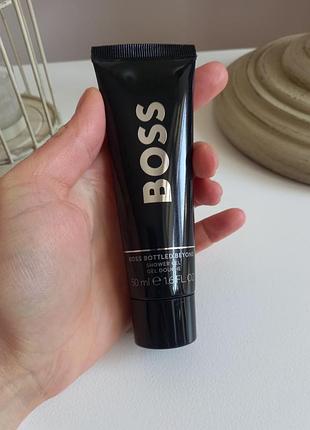 BOSS
BOSS BOTTLED BEYOND
SHOWER GEL
GEL DOUCHE
50 ml ℮ 1.6 FL.OZ